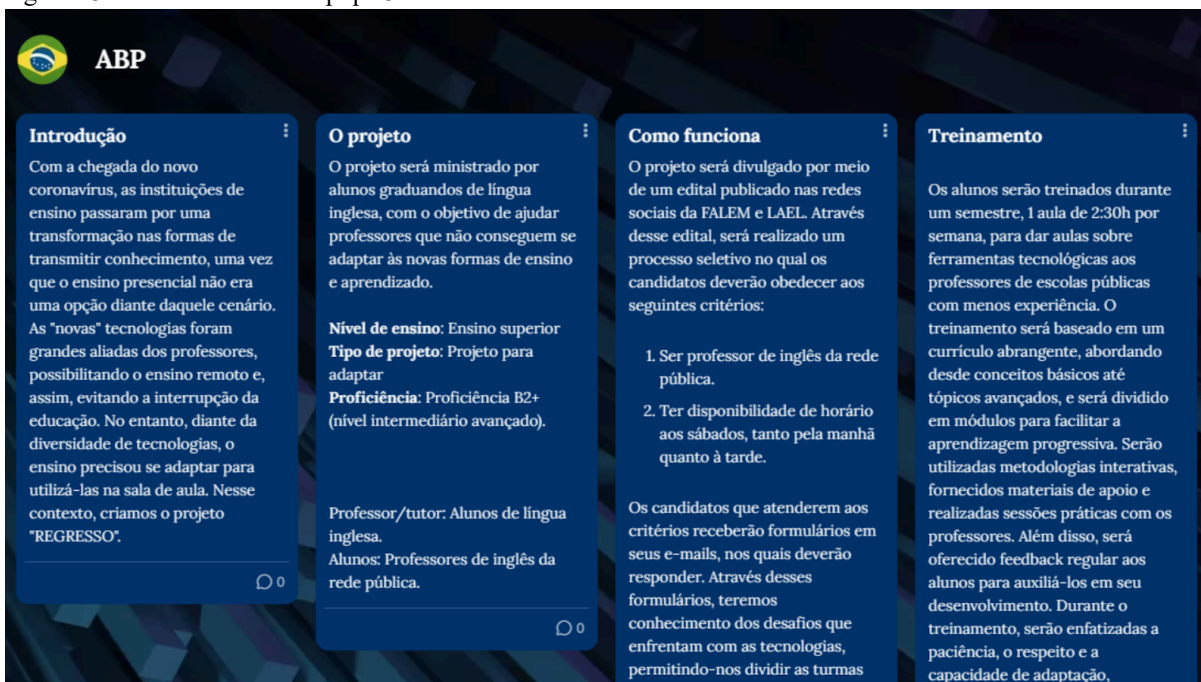 ABP
Introdução
Com a chegada do novo
coronavírus, as instituições de
ensino passaram por uma
transformação nas formas de
transmitir conhecimento, uma vez
que o ensino presencial não era
uma opção diante daquele cenário.
As "novas" tecnologias foram
grandes aliadas dos professores,
possibilitando o ensino remoto e,
assim, evitando a interrupção da
educação. No entanto, diante da
diversidade de tecnologias, o
ensino precisou se adaptar para
utilizá-las na sala de aula. Nesse
contexto, criamos o projeto
"REGRESSO".
0
O projeto
O projeto será ministrado por
alunos graduandos de língua
inglesa, com o objetivo de ajudar
professores que não conseguem se
adaptar às novas formas de ensino
e aprendizado.
Nível de ensino: Ensino superior
Tipo de projeto: Projeto para
adaptar
Proficiência: Proficiência B2+
(nível intermediário avançado).
Professor/tutor: Alunos de língua
inglesa.
Alunos: Professores de inglês da
rede pública.
0
Como funciona
O projeto será divulgado por meio
de um edital publicado nas redes
sociais da FALEM e LAEL. Através
desse edital, será realizado um
processo seletivo no qual os
candidatos deverão obedecer aos
seguintes critérios:
1. Ser professor de inglês da rede
pública.
2. Ter disponibilidade de horário
aos sábados, tanto pela manhã
quanto à tarde.
Os candidatos que atenderem aos
critérios receberão formulários em
seus e-mails, nos quais deverão
responder. Através desses
formulários, teremos
conhecimento dos desafios que
enfrentam com as tecnologias,
permitindo-nos dividir as turmas
Treinamento
Os alunos serão treinados durante
um semestre, 1 aula de 2:30h por
semana, para dar aulas sobre
ferramentas tecnológicas aos
professores de escolas públicas
com menos experiência. O
treinamento será baseado em um
currículo abrangente, abordando
desde conceitos básicos até
tópicos avançados, e será dividido
em módulos para facilitar a
aprendizagem progressiva. Serão
utilizadas metodologias interativas,
fornecidos materiais de apoio e
realizadas sessões práticas com os
professores. Além disso, será
oferecido feedback regular aos
alunos para auxiliá-los em seu
desenvolvimento. Durante o
treinamento, serão enfatizadas a
paciência, o respeito e a
capacidade de adaptação,